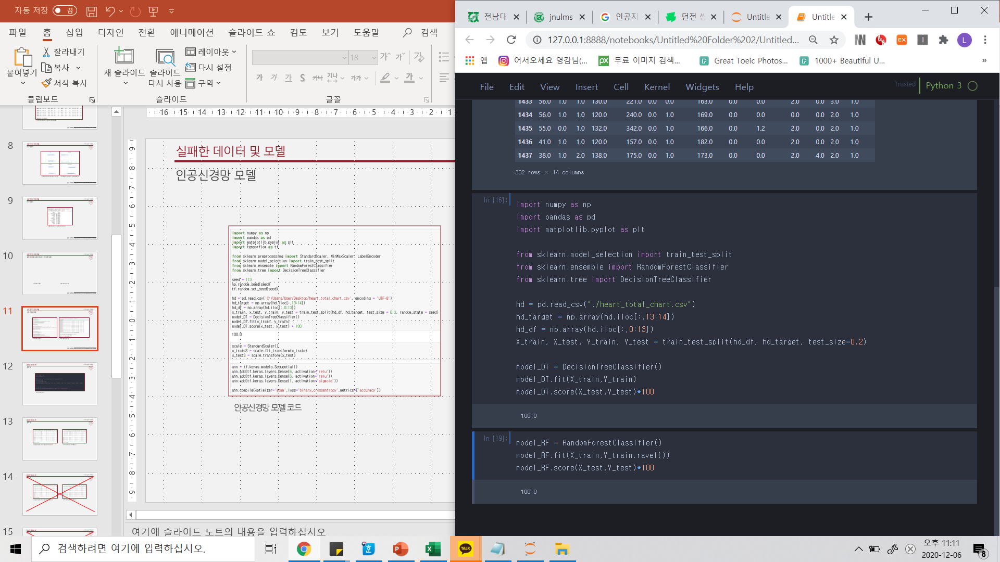 자동 저장 끔
파일 홈 삽입 디자인 전환 애니메이션 슬라이드 쇼 검토 보기 도움말 검색
붙여넣기
잘라내기
복사
서식 복사
클립보드
새 슬라이드
슬라이드
다시 사용
레이아웃
다시 설정
구역
슬라이드
18
가 가 가 S 가나 가나 가가 가
글꼴
16 15 14 13 12 11 10 9 8 7 6 5 4 3 2 1
8
9
10
11
12
13
14
15
실패한 데이터 및 모델
인공신경망 모델
import numpy as np
import pandas as pd
import matplotlib.pyplot as plt
import tensorflow as tf
from sklearn.preprocessing import StandardScaler, MinMaxScaler, LabelEncoder
from sklearn.model_selection import train_test_split
from sklearn.ensemble import RandomForestClassifier
from sklearn.tree import DecisionTreeClassifier
seed = 113
np.random.seed(seed)
tf.random.set_seed(seed)
hd = pd.read_csv('C:/Users/User/Desktop/heart_total_chart.csv', encoding = 'UTF-8')
hd_target = np.array(hd.iloc[:,13:14])
hd_df = np.array(hd.iloc[:,0:13])
x_train, x_test, y_train, y_test = train_test_split(hd_df, hd_target, test_size = 0.3, random_state = seed)
model_DT = DecisionTreeClassifier()
model_DT.fit(x_train, y_train)
model_DT.score(x_test, y_test) * 100
100.0
scale = StandardScaler()
x_trainS = scale.fit_transform(x_train)
x_testS = scale.transform(x_test)
ann = tf.keras.models.Sequential()
ann.add(tf.keras.layers.Dense(6, activation='relu'))
ann.add(tf.keras.layers.Dense(6, activation='relu'))
ann.add(tf.keras.layers.Dense(1, activation='sigmoid'))
ann.compile(optimizer='adam',loss='binary_crossentropy',metrics=['accuracy'])
인공신경망 모델 코드
여기에 슬라이드 노트의 내용을 입력하십시오
전남대 jnulms 인공지 던전 Untitle Untitle
127.0.0.1:8888/notebooks/Untitled%20Folder%202/Untitled...
앱 어서오세요 영감님(... 무료 이미지 검색... Great Toeic Photos... 1000+ Beautiful U... »
File Edit View Insert Cell Kernel Widgets Help Trusted Python 3
1433 56.0 1.0 1.0 130.0 221.0 0.0 0.0 163.0 0.0 0.0 2.0 0.0 3.0 1.0
1434 56.0 1.0 1.0 120.0 240.0 0.0 1.0 169.0 0.0 0.0 0.0 0.0 2.0 1.0
1435 55.0 0.0 1.0 132.0 342.0 0.0 1.0 166.0 0.0 1.2 2.0 0.0 2.0 1.0
1436 41.0 1.0 1.0 120.0 157.0 0.0 1.0 182.0 0.0 0.0 2.0 0.0 2.0 1.0
1437 38.0 1.0 2.0 138.0 175.0 0.0 1.0 173.0 0.0 0.0 2.0 4.0 2.0 1.0
302 rows × 14 columns
In [16]:
import numpy as np
import pandas as pd
import matplotlib.pyplot as plt
from sklearn.model_selection import train_test_split
from sklearn.ensemble import RandomForestClassifier
from sklearn.tree import DecisionTreeClassifier
hd = pd.read_csv("./heart_total_chart.csv")
hd_target = np.array(hd.iloc[:,13:14])
hd_df = np.array(hd.iloc[:,0:13])
X_train, X_test, Y_train, Y_test = train_test_split(hd_df, hd_target, test_size=0.2)
model_DT = DecisionTreeClassifier()
model_DT.fit(X_train,Y_train)
model_DT.score(X_test,Y_test)*100
100.0
In [19]:
model_RF = RandomForestClassifier()
model_RF.fit(X_train,Y_train.ravel())
model_RF.score(X_test,Y_test)*100
100.0
검색하려면 여기에 입력하십시오.
오후 11:11
2020-12-06
8